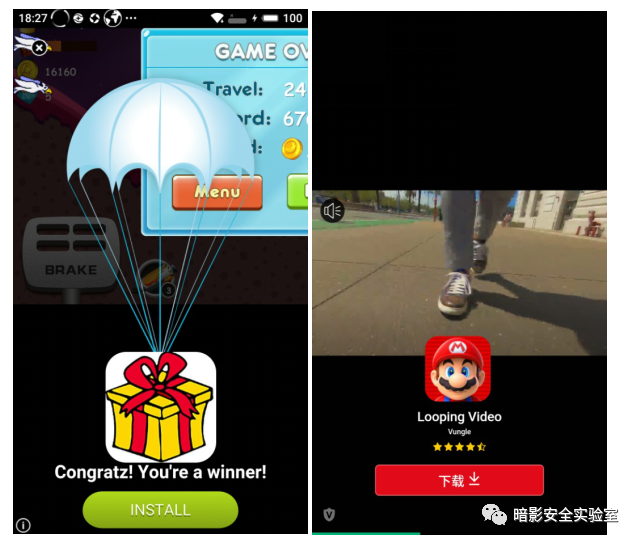 18:27
100
GAME OV
16160
Travel: 24
ord: 67
d:
Menu
BRAKE
3
Congratz! You're a winner!
INSTALL
Looping Video
Vungle
下载
暗影安全实验室